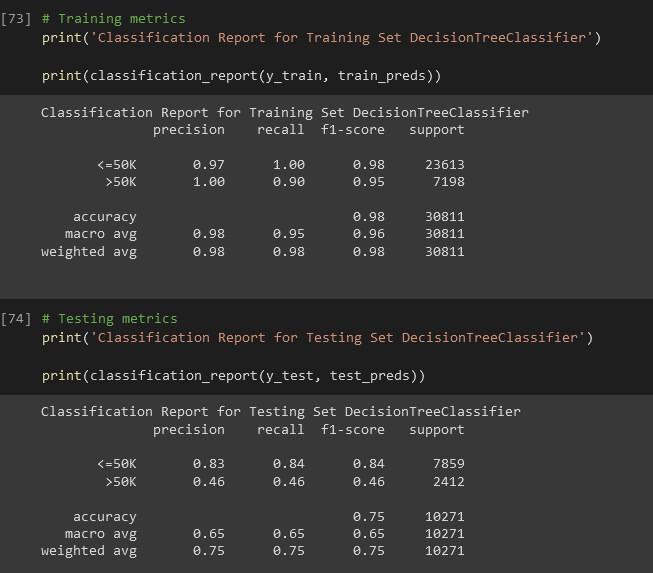 [73] # Training metrics
print('Classification Report for Training Set DecisionTreeClassifier')
print(classification_report(y_train, train_preds))
Classification Report for Training Set DecisionTreeClassifier
precision recall f1-score support
<=50K 0.97 1.00 0.98 23613
>50K 1.00 0.90 0.95 7198
accuracy 0.98 30811
macro avg 0.98 0.95 0.96 30811
weighted avg 0.98 0.98 0.98 30811
[74] # Testing metrics
print('Classification Report for Testing Set DecisionTreeClassifier')
print(classification_report(y_test, test_preds))
Classification Report for Testing Set DecisionTreeClassifier
precision recall f1-score support
<=50K 0.83 0.84 0.84 7859
>50K 0.46 0.46 0.46 2412
accuracy 0.75 10271
macro avg 0.65 0.65 0.65 10271
weighted avg 0.75 0.75 0.75 10271